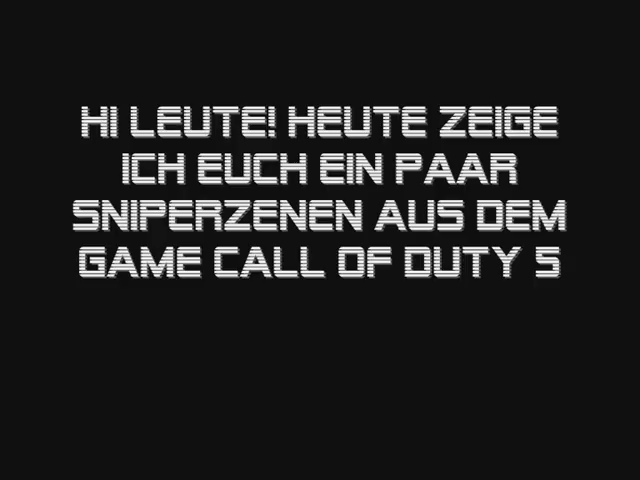 HI LEUTE! HEUTE ZEIGE
ICH EUCH EIN PAAR
SNIPERZENEN AUS DEM
GAME CALL OF DUTY 5